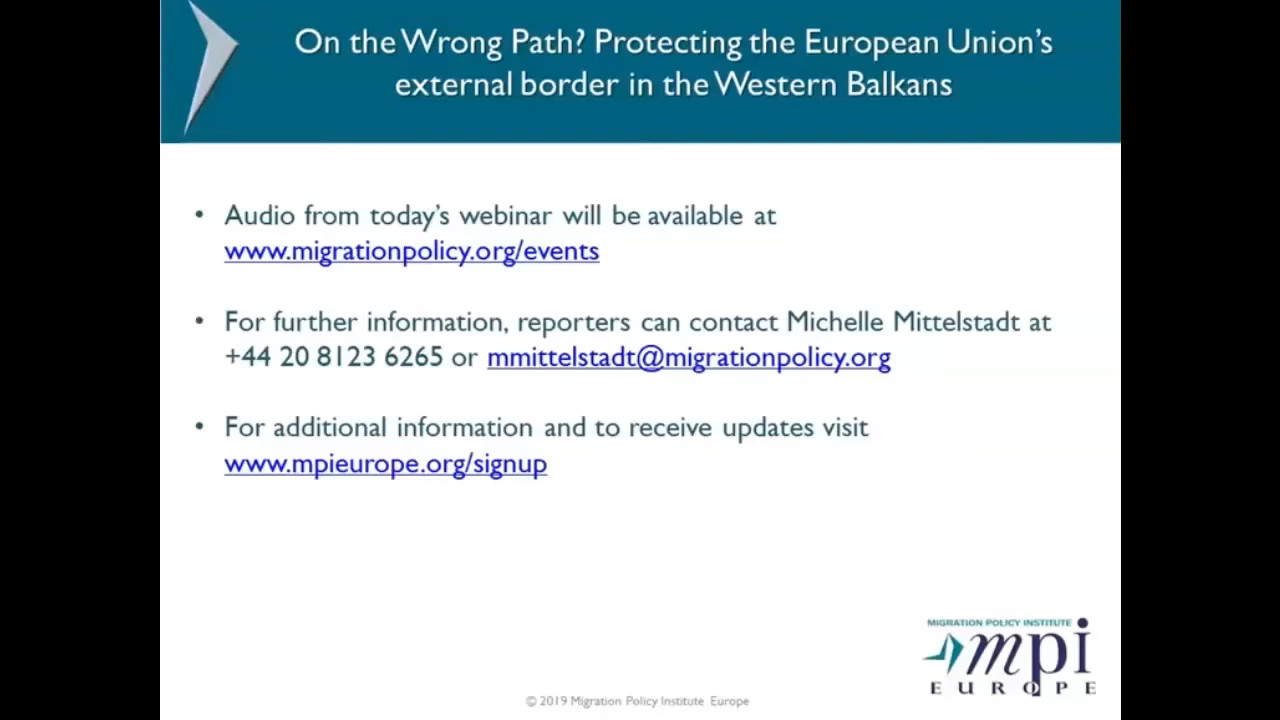 On the Wrong Path? Protecting the European Union's
external border in the Western Balkans
• Audio from today's webinar will be available at
www.migrationpolicy.org/events
• For further information, reporters can contact Michelle Mittelstadt at
+44 20 8123 6265 or mmittelstadt@migrationpolicy.org
• For additional information and to receive updates visit
www.mpieurope.org/signup
MIGRATION POLICY INSTITUTE
mpi
EUROPE
© 2019 Migration Policy Institute Europe